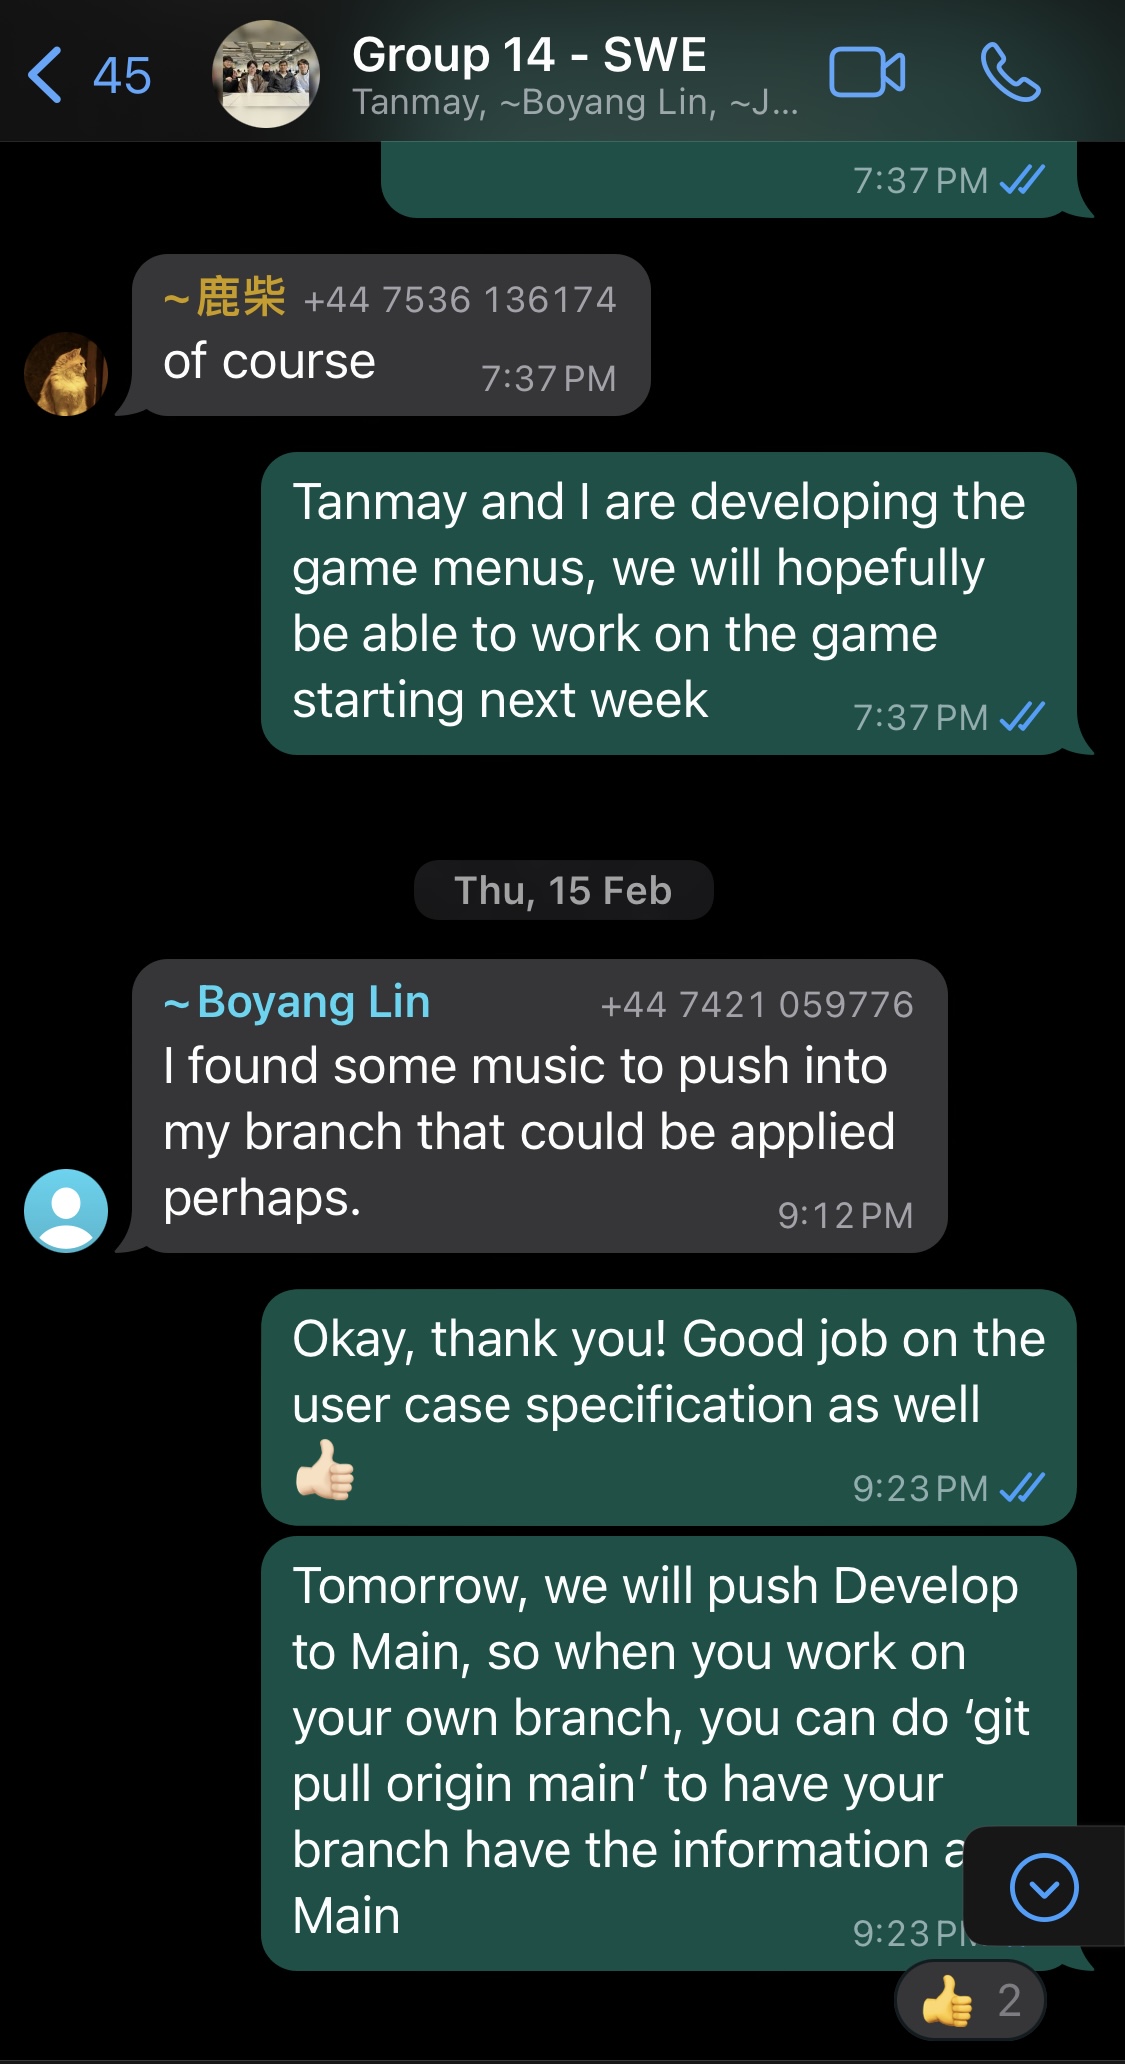 45
Group 14 - SWE
Tanmay, ~Boyang Lin, ~J...
7:37 PM
~鹿柴 +44 7536 136174
of course
7:37 PM
Tanmay and I are developing the
game menus, we will hopefully
be able to work on the game
starting next week
7:37 PM
Thu, 15 Feb
~Boyang Lin +44 7421 059776
I found some music to push into
my branch that could be applied
perhaps.
9:12 PM
Okay, thank you! Good job on the
user case specification as well
👍🏻
9:23 PM
Tomorrow, we will push Develop
to Main, so when you work on
your own branch, you can do ‘git
pull origin main’ to have your
branch have the information
Main
9:23
👍 2